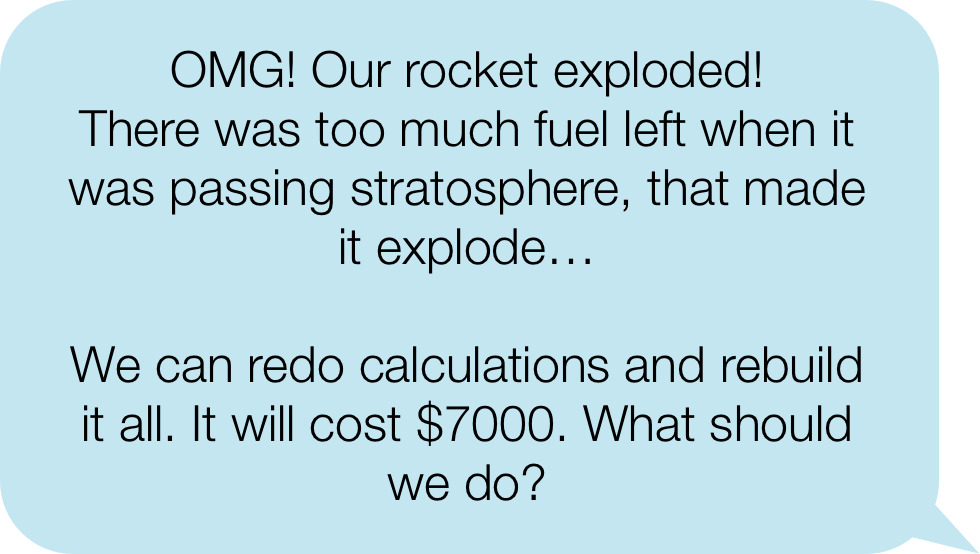 OMG! Our rocket exploded!
There was too much fuel left when it
was passing stratosphere, that made
it explode…
We can redo calculations and rebuild
it all. It will cost $7000. What should
we do?